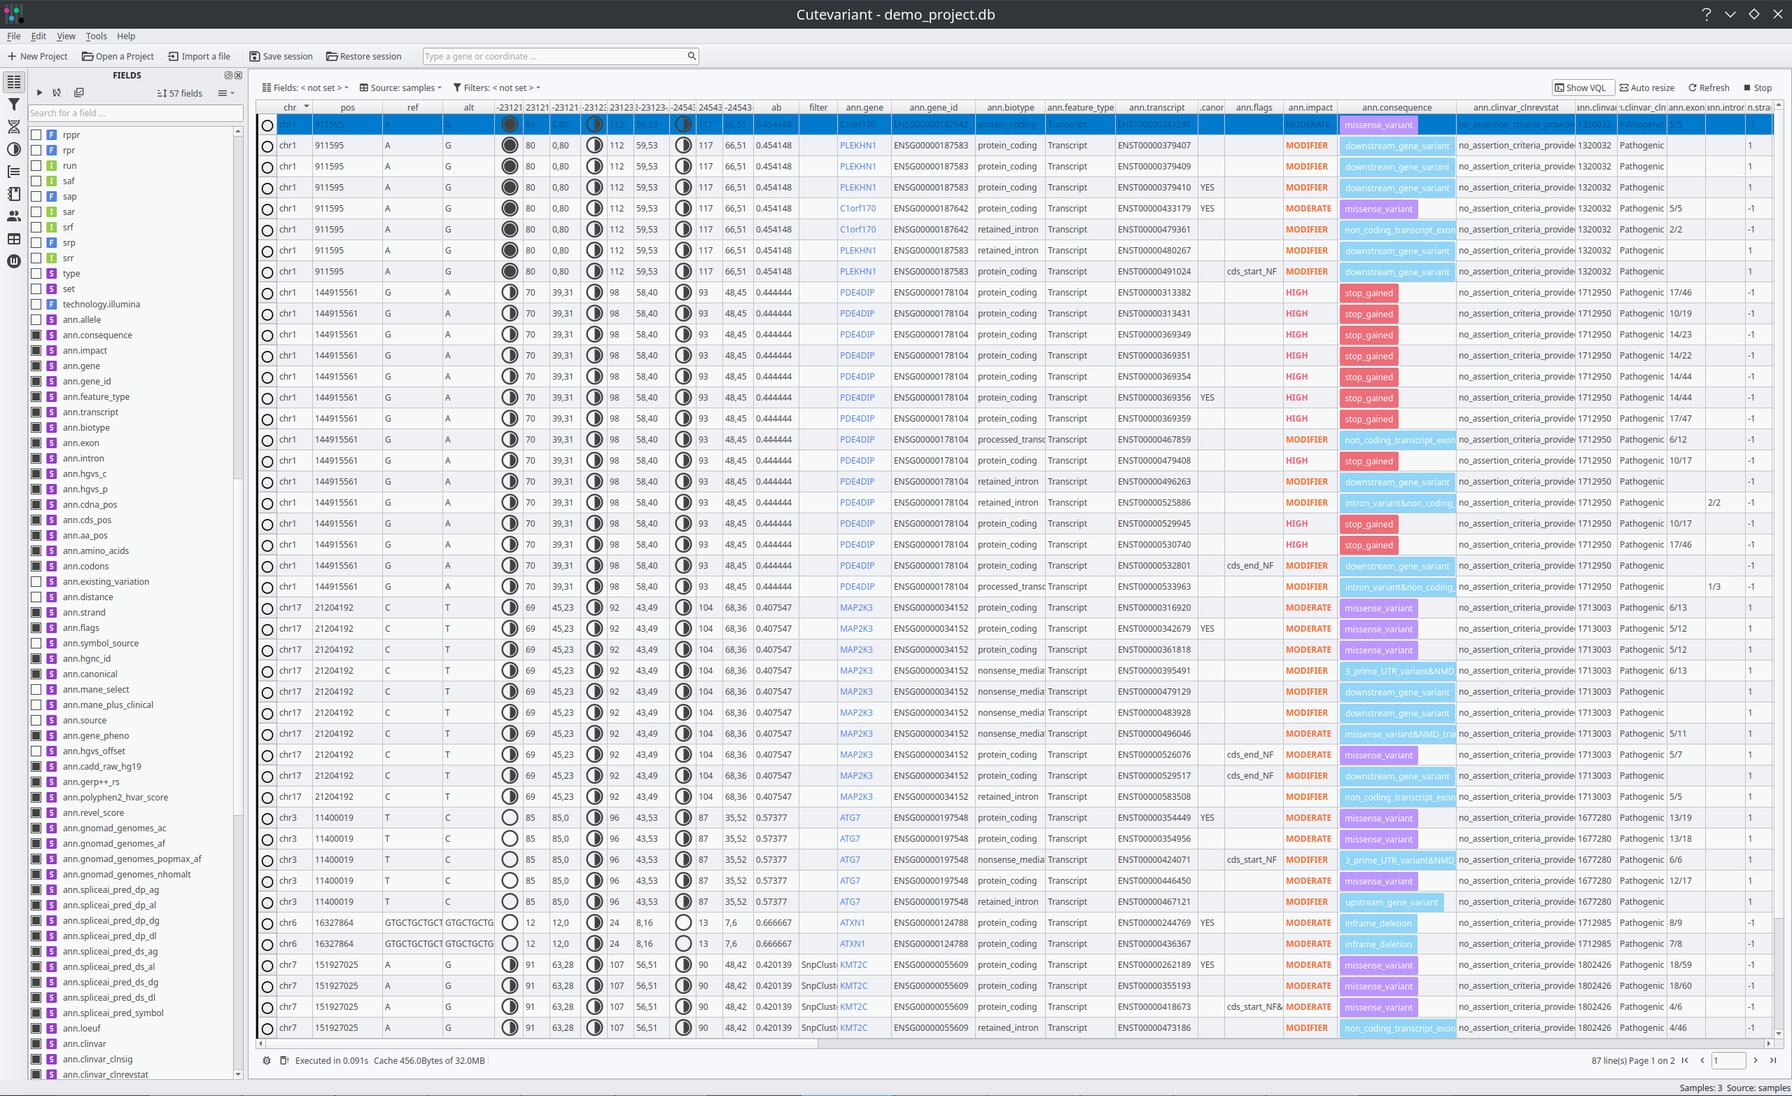 Cutevariant - demo_project.db
File Edit View Tools Help
New Project Open a Project Import a file Save session Restore session Type a gene or coordinate ...
FIELDS
57 fields
Search for a field ...
rppr
rpr
run
saf
sap
sar
srf
srp
srr
type
set
technology.illumina
ann.allele
ann.consequence
ann.impact
ann.gene
ann.gene_id
ann.feature_type
ann.transcript
ann.biotype
ann.exon
ann.intron
ann.hgvs_c
ann.hgvs_p
ann.cdna_pos
ann.cds_pos
ann.aa_pos
ann.amino_acids
ann.codons
ann.existing_variation
ann.distance
ann.strand
ann.flags
ann.symbol_source
ann.hgnc_id
ann.canonical
ann.mane_select
ann.mane_plus_clinical
ann.source
ann.gene_pheno
ann.hgvs_offset
ann.cadd_raw_hg19
ann.gerp++_rs
ann.polyphen2_hvar_score
ann.revel_score
ann.gnomad_genomes_ac
ann.gnomad_genomes_af
ann.gnomad_genomes_popmax_af
ann.gnomad_genomes_nhomalt
ann.spliceai_pred_dp_ag
ann.spliceai_pred_dp_al
ann.spliceai_pred_dp_dg
ann.spliceai_pred_dp_dl
ann.spliceai_pred_ds_ag
ann.spliceai_pred_ds_al
ann.spliceai_pred_ds_dg
ann.spliceai_pred_ds_dl
ann.spliceai_pred_symbol
ann.loeuf
ann.clinvar
ann.clinvar_clnsig
ann.clinvar_clnrevstat
Fields: < not set > Source: samples Filters: < not set > Show VQL Auto resize Refresh Stop
chr pos ref alt -23121 23121 -23121- -23123 23123 2-23123- -24543 24543 -24543- ab filter ann.gene ann.gene_id ann.biotype ann.feature_type ann.transcript .canor ann.flags ann.impact ann.consequence ann.clinvar_clnrevstat ann.clinvar .clinvar_cln ann.exon ann.intron n.strar
chr1 911595 A G 80 0,80 112 59,53 117 66,51 0.454148 C1orf170 ENSG00000187642 protein_coding Transcript ENST00000341290 MODERATE missense_variant no_assertion_criteria_provide 1320032 Pathogenic 5/5 -1
chr1 911595 A G 80 0,80 112 59,53 117 66,51 0.454148 PLEKHN1 ENSG00000187583 protein_coding Transcript ENST00000379407 MODIFIER downstream_gene_variant no_assertion_criteria_provide 1320032 Pathogenic 1
chr1 911595 A G 80 0,80 112 59,53 117 66,51 0.454148 PLEKHN1 ENSG00000187583 protein_coding Transcript ENST00000379409 MODIFIER downstream_gene_variant no_assertion_criteria_provide 1320032 Pathogenic 1
chr1 911595 A G 80 0,80 112 59,53 117 66,51 0.454148 PLEKHN1 ENSG00000187583 protein_coding Transcript ENST00000379410 YES MODIFIER downstream_gene_variant no_assertion_criteria_provide 1320032 Pathogenic 1
chr1 911595 A G 80 0,80 112 59,53 117 66,51 0.454148 C1orf170 ENSG00000187642 protein_coding Transcript ENST00000433179 YES MODERATE missense_variant no_assertion_criteria_provide 1320032 Pathogenic 5/5 -1
chr1 911595 A G 80 0,80 112 59,53 117 66,51 0.454148 C1orf170 ENSG00000187642 retained_intron Transcript ENST00000479361 MODIFIER non_coding_transcript_exon no_assertion_criteria_provide 1320032 Pathogenic 2/2 -1
chr1 911595 A G 80 0,80 112 59,53 117 66,51 0.454148 PLEKHN1 ENSG00000187583 retained_intron Transcript ENST00000480267 MODIFIER downstream_gene_variant no_assertion_criteria_provide 1320032 Pathogenic 1
chr1 911595 A G 80 0,80 112 59,53 117 66,51 0.454148 PLEKHN1 ENSG00000187583 protein_coding Transcript ENST00000491024 cds_start_NF MODIFIER downstream_gene_variant no_assertion_criteria_provide 1320032 Pathogenic 1
chr1 144915561 G A 70 39,31 98 58,40 93 48,45 0.444444 PDE4DIP ENSG00000178104 protein_coding Transcript ENST00000313382 HIGH stop_gained no_assertion_criteria_provide 1712950 Pathogenic 17/46 -1
chr1 144915561 G A 70 39,31 98 58,40 93 48,45 0.444444 PDE4DIP ENSG00000178104 protein_coding Transcript ENST00000313431 HIGH stop_gained no_assertion_criteria_provide 1712950 Pathogenic 10/19 -1
chr1 144915561 G A 70 39,31 98 58,40 93 48,45 0.444444 PDE4DIP ENSG00000178104 protein_coding Transcript ENST00000369349 HIGH stop_gained no_assertion_criteria_provide 1712950 Pathogenic 14/23 -1
chr1 144915561 G A 70 39,31 98 58,40 93 48,45 0.444444 PDE4DIP ENSG00000178104 protein_coding Transcript ENST00000369351 HIGH stop_gained no_assertion_criteria_provide 1712950 Pathogenic 14/22 -1
chr1 144915561 G A 70 39,31 98 58,40 93 48,45 0.444444 PDE4DIP ENSG00000178104 protein_coding Transcript ENST00000369354 HIGH stop_gained no_assertion_criteria_provide 1712950 Pathogenic 14/44 -1
chr1 144915561 G A 70 39,31 98 58,40 93 48,45 0.444444 PDE4DIP ENSG00000178104 protein_coding Transcript ENST00000369356 YES HIGH stop_gained no_assertion_criteria_provide 1712950 Pathogenic 14/44 -1
chr1 144915561 G A 70 39,31 98 58,40 93 48,45 0.444444 PDE4DIP ENSG00000178104 protein_coding Transcript ENST00000369359 HIGH stop_gained no_assertion_criteria_provide 1712950 Pathogenic 17/47 -1
chr1 144915561 G A 70 39,31 98 58,40 93 48,45 0.444444 PDE4DIP ENSG00000178104 processed_transc Transcript ENST00000467859 MODIFIER non_coding_transcript_exon no_assertion_criteria_provide 1712950 Pathogenic 6/12 -1
chr1 144915561 G A 70 39,31 98 58,40 93 48,45 0.444444 PDE4DIP ENSG00000178104 protein_coding Transcript ENST00000479408 HIGH stop_gained no_assertion_criteria_provide 1712950 Pathogenic 10/17 -1
chr1 144915561 G A 70 39,31 98 58,40 93 48,45 0.444444 PDE4DIP ENSG00000178104 retained_intron Transcript ENST00000496263 MODIFIER downstream_gene_variant no_assertion_criteria_provide 1712950 Pathogenic -1
chr1 144915561 G A 70 39,31 98 58,40 93 48,45 0.444444 PDE4DIP ENSG00000178104 retained_intron Transcript ENST00000525886 MODIFIER intron_variant&non_coding_ no_assertion_criteria_provide 1712950 Pathogenic 2/2 -1
chr1 144915561 G A 70 39,31 98 58,40 93 48,45 0.444444 PDE4DIP ENSG00000178104 protein_coding Transcript ENST00000529945 HIGH stop_gained no_assertion_criteria_provide 1712950 Pathogenic 10/17 -1
chr1 144915561 G A 70 39,31 98 58,40 93 48,45 0.444444 PDE4DIP ENSG00000178104 protein_coding Transcript ENST00000530740 HIGH stop_gained no_assertion_criteria_provide 1712950 Pathogenic 17/46 -1
chr1 144915561 G A 70 39,31 98 58,40 93 48,45 0.444444 PDE4DIP ENSG00000178104 protein_coding Transcript ENST00000532801 cds_end_NF MODIFIER downstream_gene_variant no_assertion_criteria_provide 1712950 Pathogenic -1
chr1 144915561 G A 70 39,31 98 58,40 93 48,45 0.444444 PDE4DIP ENSG00000178104 processed_transc Transcript ENST00000533963 MODIFIER intron_variant&non_coding_ no_assertion_criteria_provide 1712950 Pathogenic 1/3 -1
chr17 21204192 C T 69 45,23 92 43,49 104 68,36 0.407547 MAP2K3 ENSG00000034152 protein_coding Transcript ENST00000316920 MODERATE missense_variant no_assertion_criteria_provide 1713003 Pathogenic 6/13 1
chr17 21204192 C T 69 45,23 92 43,49 104 68,36 0.407547 MAP2K3 ENSG00000034152 protein_coding Transcript ENST00000342679 YES MODERATE missense_variant no_assertion_criteria_provide 1713003 Pathogenic 5/12 1
chr17 21204192 C T 69 45,23 92 43,49 104 68,36 0.407547 MAP2K3 ENSG00000034152 protein_coding Transcript ENST00000361818 MODERATE missense_variant no_assertion_criteria_provide 1713003 Pathogenic 5/12 1
chr17 21204192 C T 69 45,23 92 43,49 104 68,36 0.407547 MAP2K3 ENSG00000034152 nonsense_media Transcript ENST00000395491 MODIFIER 3_prime_UTR_variant&NMD_ no_assertion_criteria_provide 1713003 Pathogenic 6/13 1
chr17 21204192 C T 69 45,23 92 43,49 104 68,36 0.407547 MAP2K3 ENSG00000034152 nonsense_media Transcript ENST00000479129 MODIFIER downstream_gene_variant no_assertion_criteria_provide 1713003 Pathogenic 1
chr17 21204192 C T 69 45,23 92 43,49 104 68,36 0.407547 MAP2K3 ENSG00000034152 nonsense_media Transcript ENST00000483928 MODIFIER downstream_gene_variant no_assertion_criteria_provide 1713003 Pathogenic 1
chr17 21204192 C T 69 45,23 92 43,49 104 68,36 0.407547 MAP2K3 ENSG00000034152 nonsense_media Transcript ENST00000496046 MODERATE missense_variant&NMD_tra no_assertion_criteria_provide 1713003 Pathogenic 5/11 1
chr17 21204192 C T 69 45,23 92 43,49 104 68,36 0.407547 MAP2K3 ENSG00000034152 protein_coding Transcript ENST00000526076 cds_end_NF MODERATE missense_variant no_assertion_criteria_provide 1713003 Pathogenic 5/7 1
chr17 21204192 C T 69 45,23 92 43,49 104 68,36 0.407547 MAP2K3 ENSG00000034152 protein_coding Transcript ENST00000529517 cds_end_NF MODIFIER downstream_gene_variant no_assertion_criteria_provide 1713003 Pathogenic 1
chr17 21204192 C T 69 45,23 92 43,49 104 68,36 0.407547 MAP2K3 ENSG00000034152 retained_intron Transcript ENST00000583508 MODIFIER non_coding_transcript_exon no_assertion_criteria_provide 1713003 Pathogenic 5/5 1
chr3 11400019 T C 85 85,0 96 43,53 87 35,52 0.57377 ATG7 ENSG00000197548 protein_coding Transcript ENST00000354449 YES MODERATE missense_variant no_assertion_criteria_provide 1677280 Pathogenic 13/19 1
chr3 11400019 T C 85 85,0 96 43,53 87 35,52 0.57377 ATG7 ENSG00000197548 protein_coding Transcript ENST00000354956 MODERATE missense_variant no_assertion_criteria_provide 1677280 Pathogenic 13/18 1
chr3 11400019 T C 85 85,0 96 43,53 87 35,52 0.57377 ATG7 ENSG00000197548 nonsense_media Transcript ENST00000424071 cds_start_NF MODIFIER 3_prime_UTR_variant&NMD_ no_assertion_criteria_provide 1677280 Pathogenic 6/6 1
chr3 11400019 T C 85 85,0 96 43,53 87 35,52 0.57377 ATG7 ENSG00000197548 protein_coding Transcript ENST00000446450 MODERATE missense_variant no_assertion_criteria_provide 1677280 Pathogenic 12/17 1
chr3 11400019 T C 85 85,0 96 43,53 87 35,52 0.57377 ATG7 ENSG00000197548 retained_intron Transcript ENST00000467121 MODIFIER upstream_gene_variant no_assertion_criteria_provide 1677280 Pathogenic 1
chr6 16327864 GTGCTGCTGCT GTGCTGCTG 12 12,0 24 8,16 13 7,6 0.666667 ATXN1 ENSG00000124788 protein_coding Transcript ENST00000244769 YES MODERATE inframe_deletion no_assertion_criteria_provide 1712985 Pathogenic 8/9 -1
chr6 16327864 GTGCTGCTGCT GTGCTGCTG 12 12,0 24 8,16 13 7,6 0.666667 ATXN1 ENSG00000124788 protein_coding Transcript ENST00000436367 MODERATE inframe_deletion no_assertion_criteria_provide 1712985 Pathogenic 7/8 -1
chr7 151927025 A G 91 63,28 107 56,51 90 48,42 0.420139 SnpClust KMT2C ENSG00000055609 protein_coding Transcript ENST00000262189 YES MODERATE missense_variant no_assertion_criteria_provide 1802426 Pathogenic 18/59 -1
chr7 151927025 A G 91 63,28 107 56,51 90 48,42 0.420139 SnpClust KMT2C ENSG00000055609 protein_coding Transcript ENST00000355193 MODERATE missense_variant no_assertion_criteria_provide 1802426 Pathogenic 18/60 -1
chr7 151927025 A G 91 63,28 107 56,51 90 48,42 0.420139 SnpClust KMT2C ENSG00000055609 protein_coding Transcript ENST00000418673 cds_start_NF& MODERATE missense_variant no_assertion_criteria_provide 1802426 Pathogenic 4/6 -1
chr7 151927025 A G 91 63,28 107 56,51 90 48,42 0.420139 SnpClust KMT2C ENSG00000055609 retained_intron Transcript ENST00000473186 MODIFIER non_coding_transcript_exon no_assertion_criteria_provide 1802426 Pathogenic 4/46 -1
Executed in 0.091s Cache 456.0Bytes of 32.0MB 87 line(s) Page 1 on 2 1
Samples: 3 Source: samples